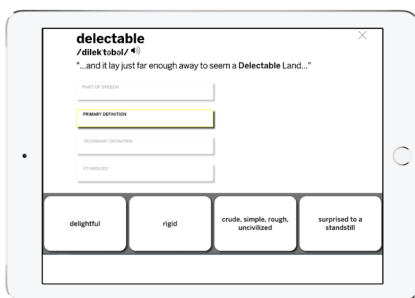 delectable
/dilek'təbəl/
"...and it lay just far enough away to seem a Delectable Land..."
PART OF SPEECH
PRIMARY DEFINITION
SECONDARY DEFINITION
ETYMOLOGY
delightful
rigid
crude, simple, rough,
uncivilized
surprised to a
standstill